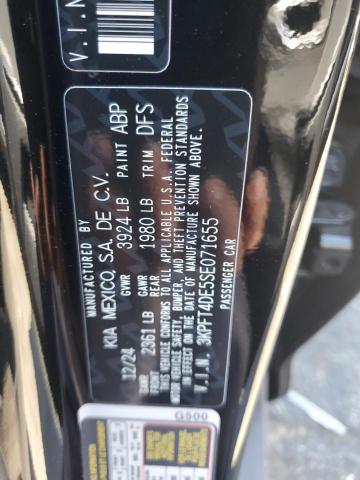 V.I.N
MANUFACTURED BY
KIA MEXICO, S.A. DE C.V.
12/24 GVWR 3924 LB PAINT ABP
GAWR FRONT 2361 LB GAWR REAR 1980 LB TRIM DFS
THIS VEHICLE CONFORMS TO ALL APPLICABLE U.S.A. FEDERAL
MOTOR VEHICLE SAFETY, BUMPER, AND THEFT PREVENTION STANDARDS
IN EFFECT ON THE DATE OF MANUFACTURE SHOWN ABOVE.
V.I.N. 3KPFT4DE5SE071655
PASSENGER CAR
G500